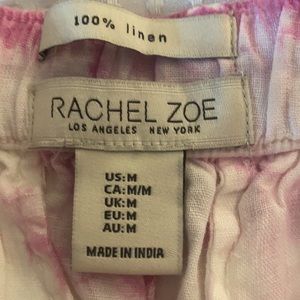 100% linen
RACHEL ZOE
LOS ANGELES NEW YORK
US:M
CA:M/M
UK:M
EU:M
AU:M
MADE IN INDIA